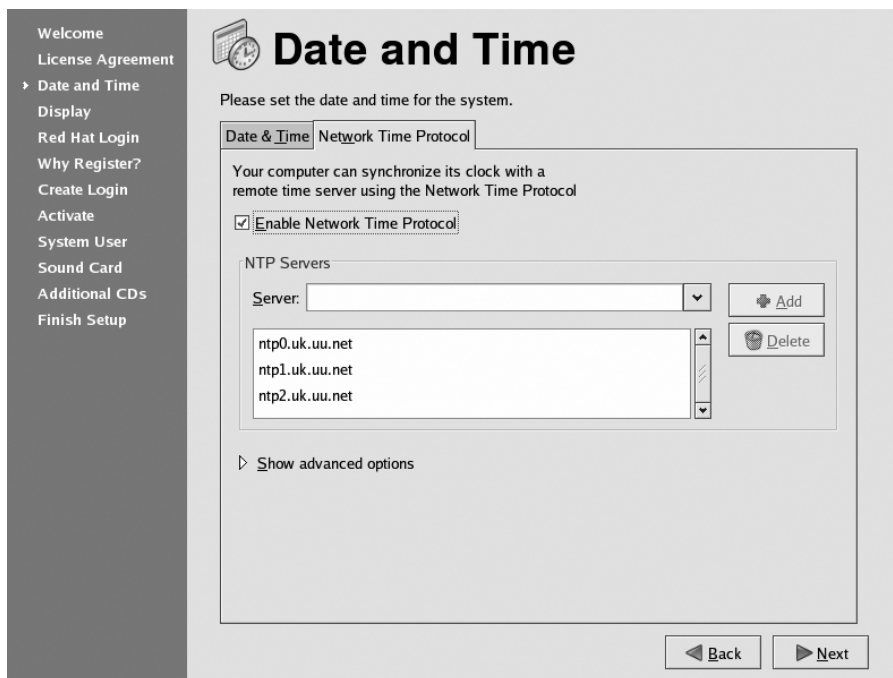 Welcome
License Agreement
Date and Time
Display
Red Hat Login
Why Register?
Create Login
Activate
System User
Sound Card
Additional CDs
Finish Setup
Date and Time
Please set the date and time for the system.
Date & Time
Network Time Protocol
Your computer can synchronize its clock with a
remote time server using the Network Time Protocol
Enable Network Time Protocol
NTP Servers
Server:
Add
ntp0.uk.uu.net
ntp1.uk.uu.net
ntp2.uk.uu.net
Delete
Show advanced options
Back
Next